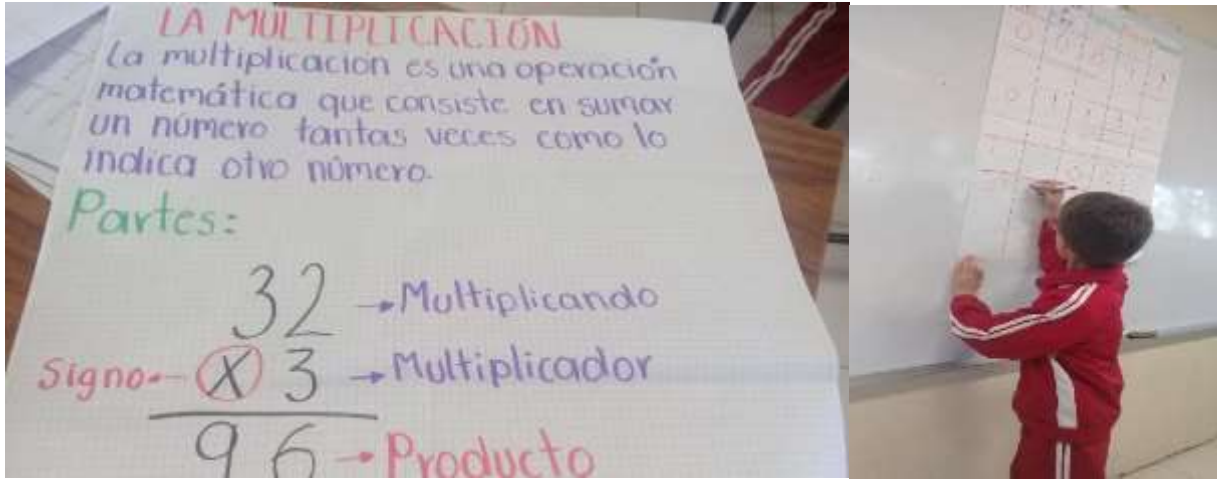 LA MULTIPLICACIÓN
La multiplicación es una operación
matemática que consiste en sumar
un número tantas veces como lo
indica otro número.
Partes:
32 → Multiplicando
Signo ← X 3 → Multiplicador
96 → Producto